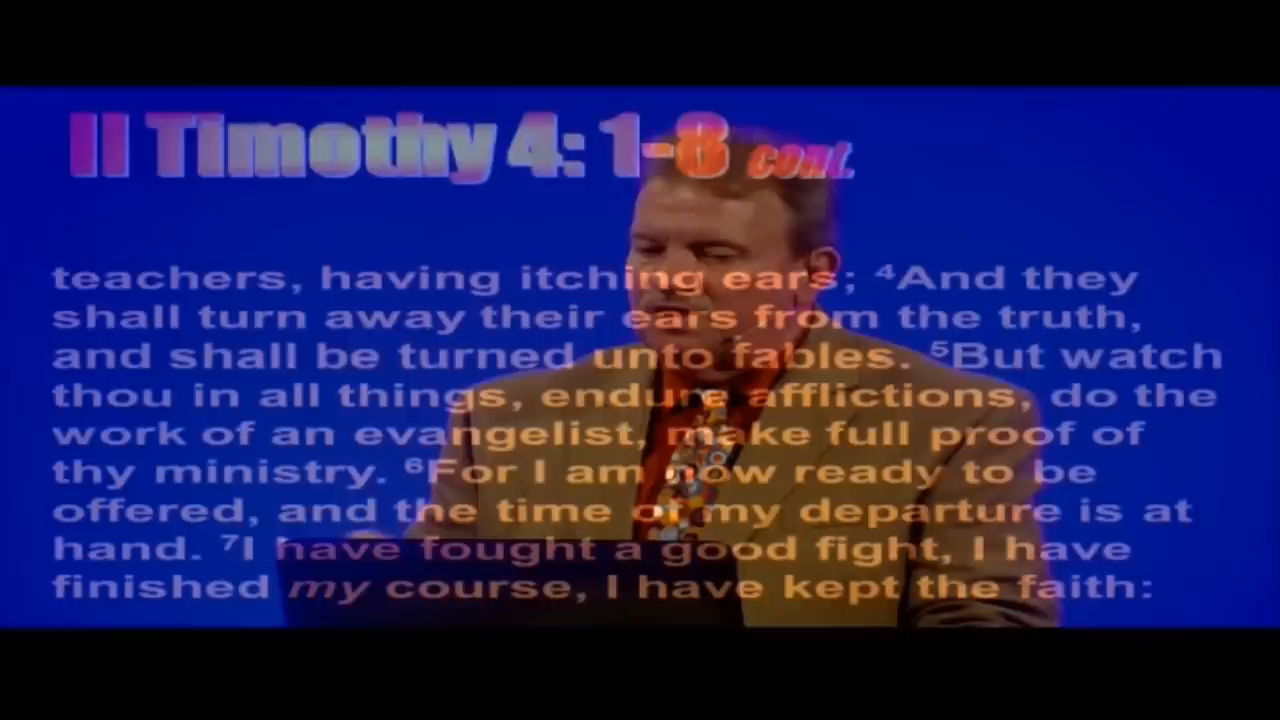 II Timothy 4: 1-8 cont.
teachers, having itching ears; ⁴And they
shall turn away their ears from the truth,
and shall be turned unto fables. ⁵But watch
thou in all things, endure afflictions, do the
work of an evangelist, make full proof of
thy ministry. ⁶For I am now ready to be
offered, and the time of my departure is at
hand. ⁷I have fought a good fight, I have
finished my course, I have kept the faith: